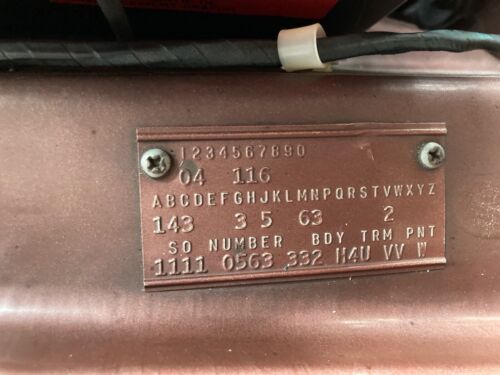 1234567890
04 116
ABCDEFGHJKLMNPQRSTVWXYZ
143 3 5 63 2
SO NUMBER BDY TRM PNT
1111 0563 332 H4U VV W